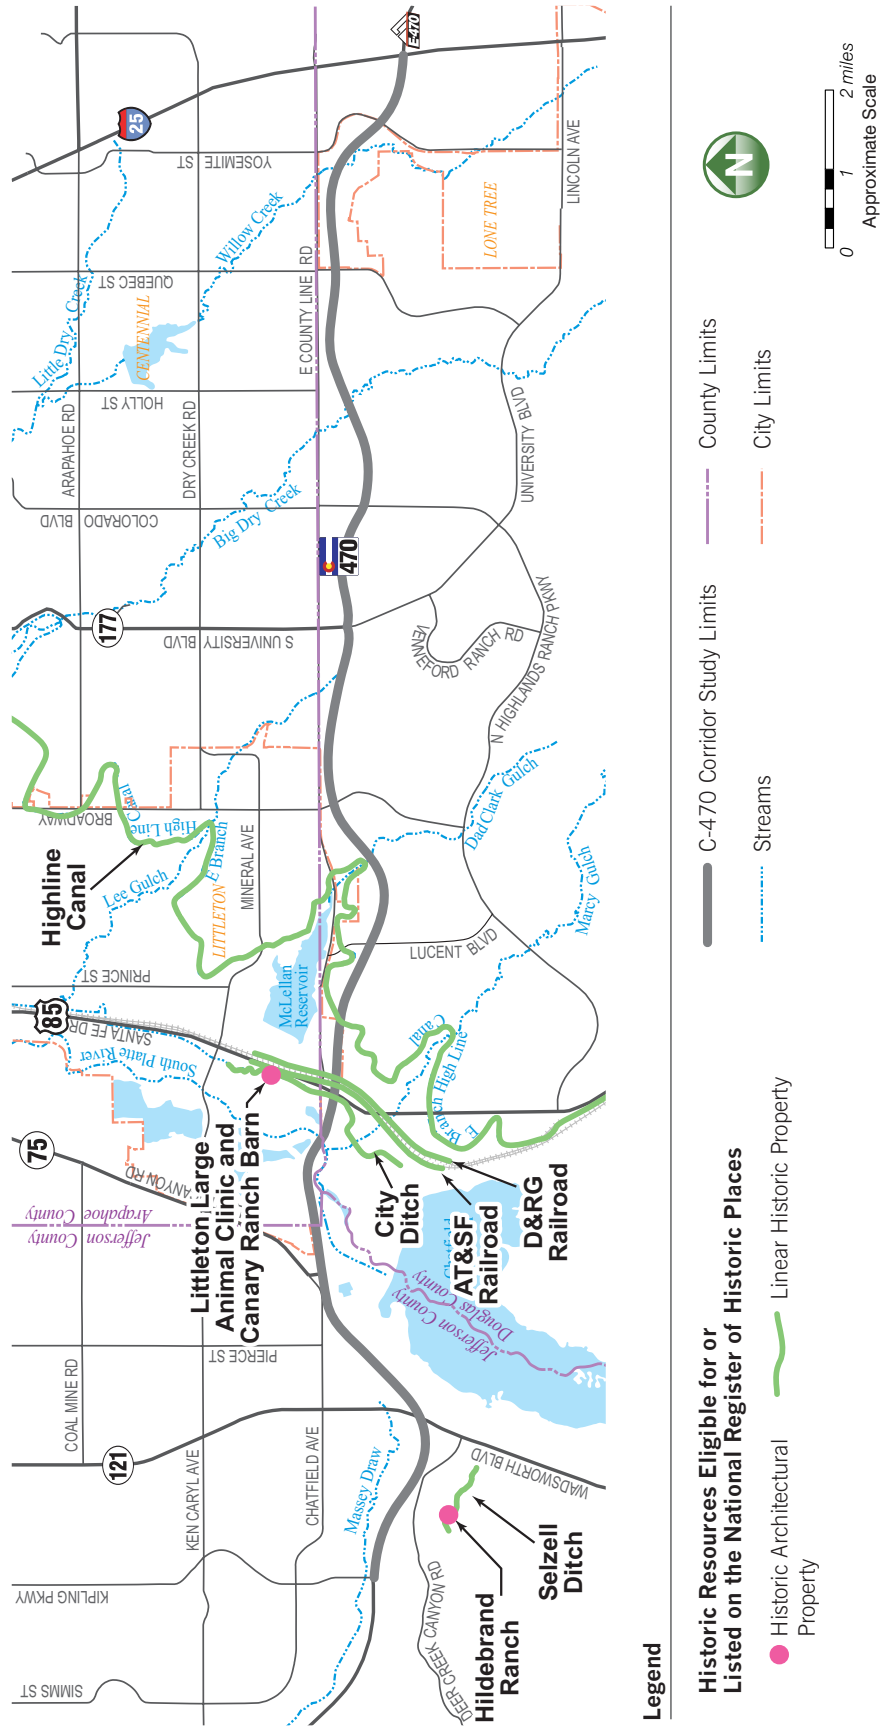 SIMMS ST
KIPLING PKWY
121
COAL MINE RD
KEN CARYL AVE
CHATFIELD AVE
PIERCE ST
Massey Draw
WADSWORTH BLVD
DEER CREEK CANYON RD
Hildebrand
Ranch
Selzell
Ditch
Jefferson County
Arapahoe County
75
CANYON RD
Littleton Large
Animal Clinic and
Canary Ranch Barn
South Platte River
SANTA FE DR
85
PRINCE ST
Jefferson County
Douglas County
City
Ditch
AT&SF
Railroad
D&RG
Railroad
E. Branch High Line
Canal
McLellan
Reservoir
Highline
Canal
Lee Gulch
High Line
Canal
E Branch
LITTLETON
MINERAL AVE
BROADWAY
LUCENT BLVD
Marcy Gulch
Dad Clark Gulch
N HIGHLANDS RANCH PKWY
VENNEFORD RANCH RD
177
S UNIVERSITY BLVD
470
Big Dry Creek
COLORADO
BLVD
ARAPAHOE RD
DRY CREEK RD
HOLLY ST
UNIVERSITY BLVD
Little Dry Creek
CENTENNIAL
QUEBEC ST
E COUNTY LINE RD
Willow Creek
YOSEMITE ST
25
LONE TREE
LINCOLN AVE
E-470
Legend
Historic Resources Eligible for or
Listed on the National Register of Historic Places
Historic Architectural
Property
Linear Historic Property
C-470 Corridor Study Limits
Streams
County Limits
City Limits
N
0 1 2 miles
Approximate Scale